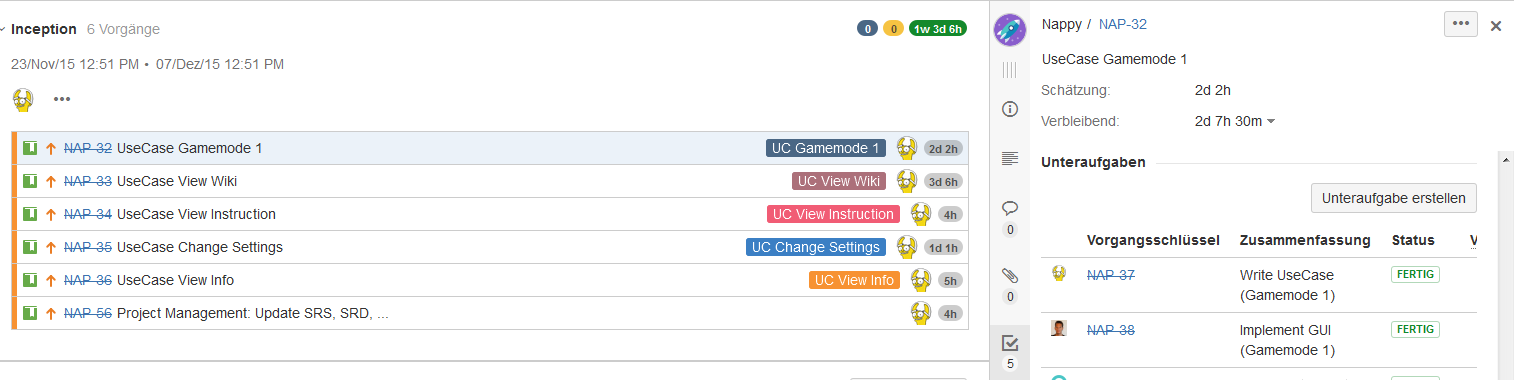 Inception 6 Vorgänge 0 0 1w 3d 6h
23/Nov/15 12:51 PM • 07/Dez/15 12:51 PM
•••
NAP-32 UseCase Gamemode 1 UC Gamemode 1 2d 2h
NAP-33 UseCase View Wiki UC View Wiki 3d 6h
NAP-34 UseCase View Instruction UC View Instruction 4h
NAP-35 UseCase Change Settings UC Change Settings 1d 1h
NAP-36 UseCase View Info UC View Info 5h
NAP-56 Project Management: Update SRS, SRD, ... 4h
0
0
5
Nappy / NAP-32
UseCase Gamemode 1
Schätzung: 2d 2h
Verbleibend: 2d 7h 30m
Unteraufgaben
Unteraufgabe erstellen
Vorgangsschlüssel Zusammenfassung Status V
NAP-37 Write UseCase FERTIG
(Gamemode 1)
NAP-38 Implement GUI FERTIG
(Gamemode 1)